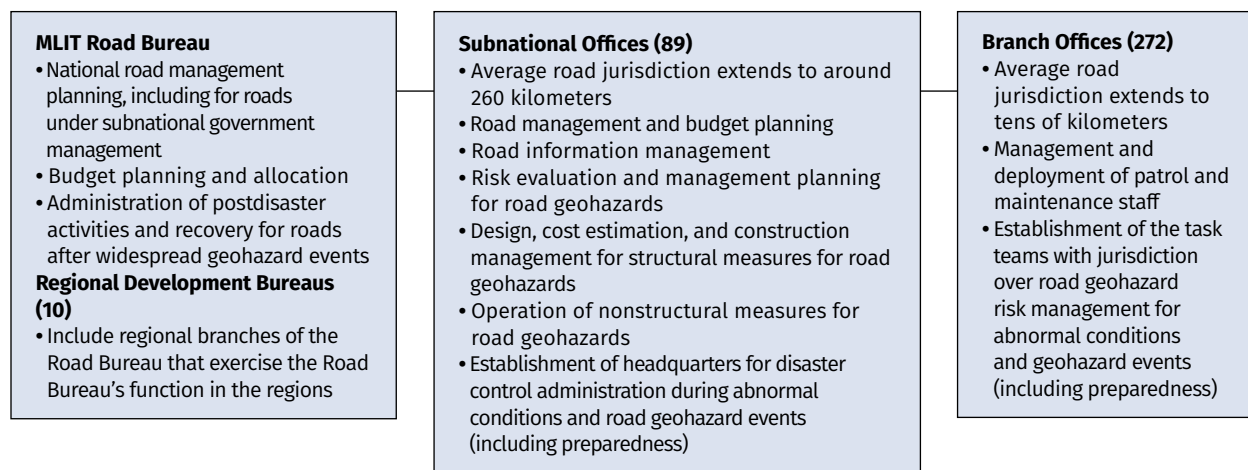 MLIT Road Bureau
• National road management
planning, including for roads
under subnational government
management
• Budget planning and allocation
• Administration of postdisaster
activities and recovery for roads
after widespread geohazard events
Regional Development Bureaus
(10)
• Include regional branches of the
Road Bureau that exercise the Road
Bureau’s function in the regions
Subnational Offices (89)
• Average road jurisdiction extends to around
260 kilometers
• Road management and budget planning
• Road information management
• Risk evaluation and management planning
for road geohazards
• Design, cost estimation, and construction
management for structural measures for road
geohazards
• Operation of nonstructural measures for
road geohazards
• Establishment of headquarters for disaster
control administration during abnormal
conditions and road geohazard events
(including preparedness)
Branch Offices (272)
• Average road
jurisdiction extends to
tens of kilometers
• Management and
deployment of patrol and
maintenance staff
• Establishment of the task
teams with jurisdiction
over road geohazard
risk management for
abnormal conditions
and geohazard events
(including preparedness)